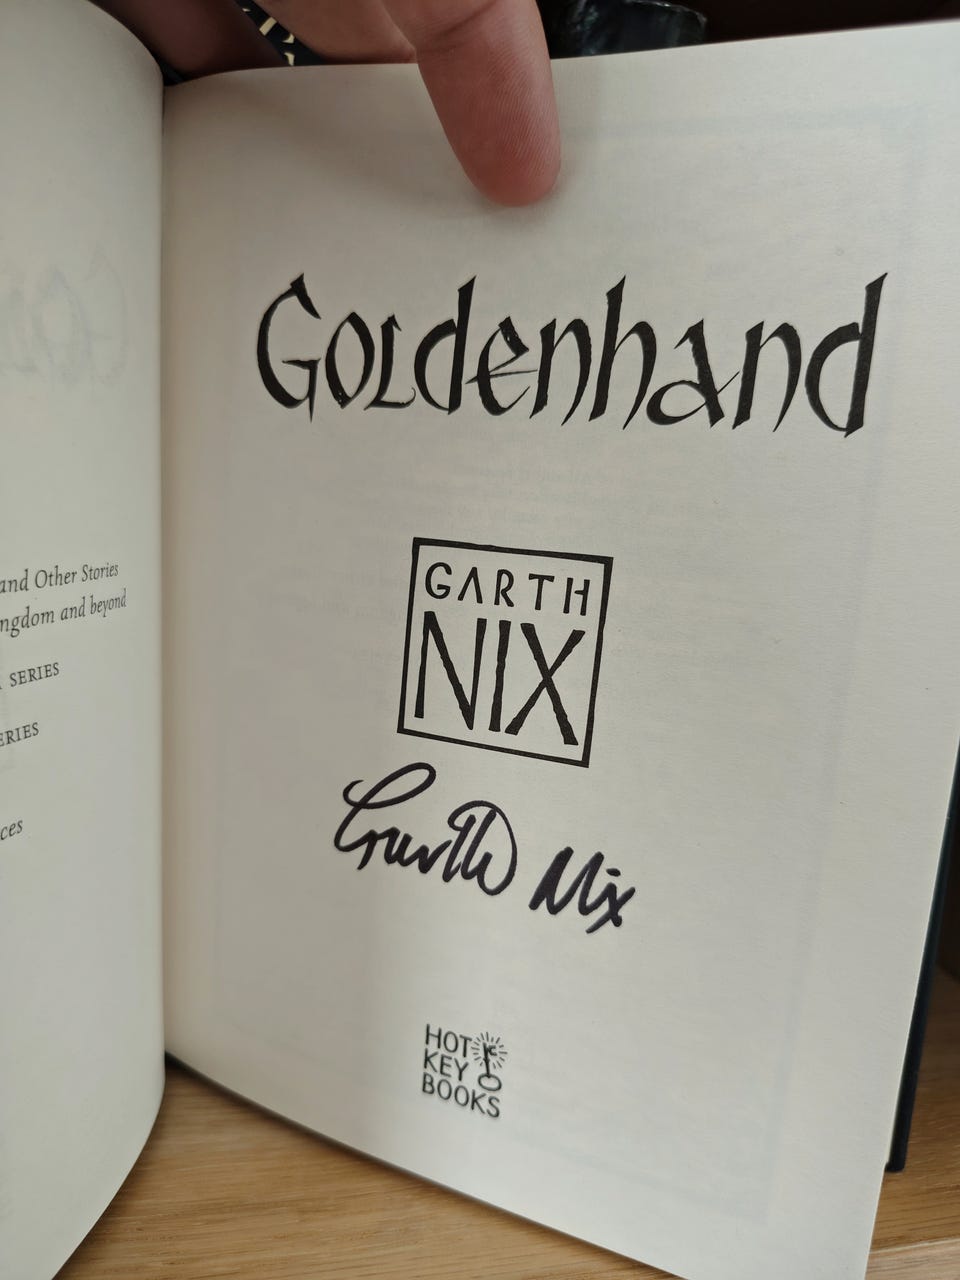 and Other Stories
ngdom and beyond
SERIES
ERIES
ces
Goldenhand
GARTH
NIX
Garth Nix
HOT
KEY
BOOKS